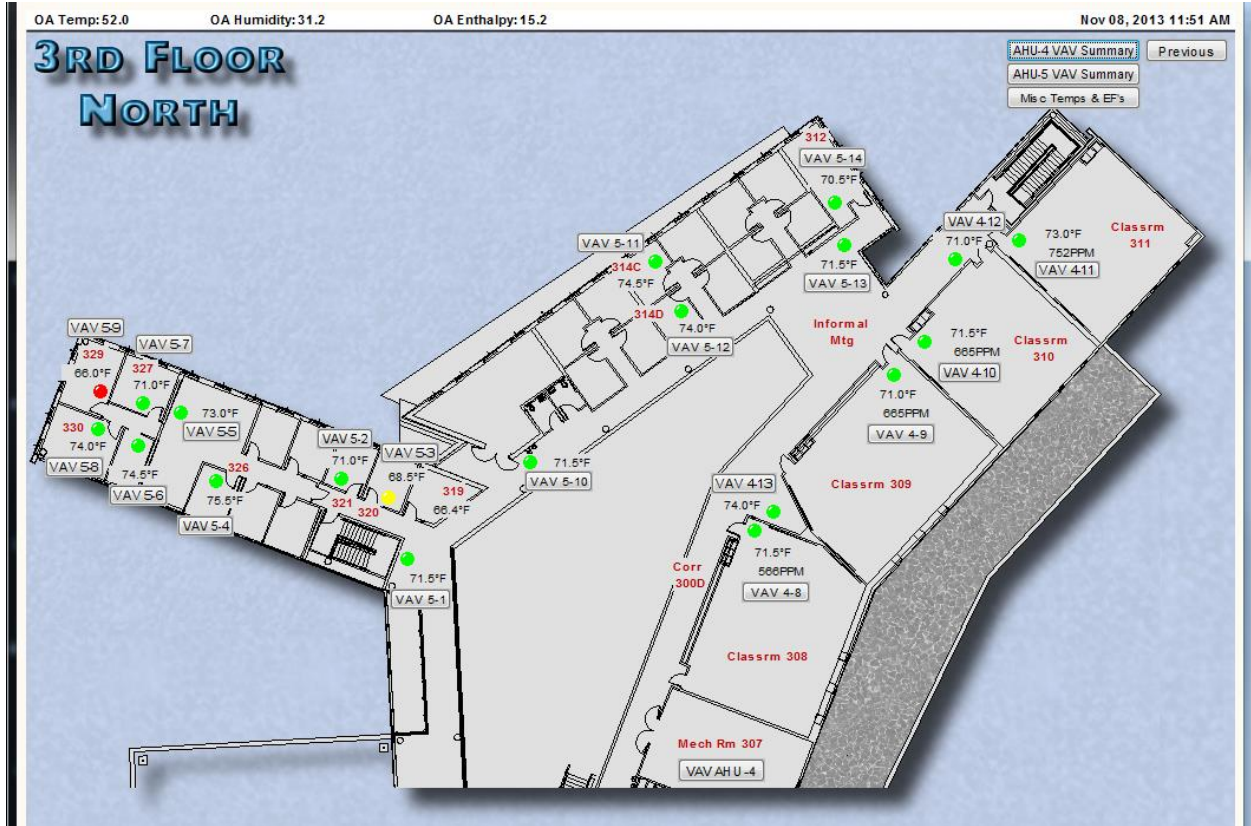 OA Temp: 52.0 OA Humidity: 31.2 OA Enthalpy: 15.2 Nov 08, 2013 11:51 AM
3RD FLOOR
NORTH
AHU-4 VAV Summary Previous
AHU-5 VAV Summary
Misc Temps & EF's
312
VAV 5-14
70.5°F
VAV 4-12
71.0°F
73.0°F
752PPM
VAV 4-11
Classrm
311
VAV 5-11
314C
74.5°F
71.5°F
VAV 5-13
314D
74.0°F
VAV 5-12
Informal
Mtg
71.5°F
665PPM
VAV 4-10
Classrm
310
VAV 5-9
329
66.0°F
VAV 5-7
327
71.0°F
73.0°F
VAV 5-5
330
74.0°F
VAV 5-8
74.5°F
VAV 5-6
326
75.5°F
VAV 5-4
VAV 5-2
71.0°F
VAV 5-3
68.5°F
321
320
319
66.4°F
71.5°F
VAV 5-10
71.5°F
VAV 5-1
71.0°F
665PPM
VAV 4-9
Classrm 309
VAV 4-13
74.0°F
71.5°F
566PPM
VAV 4-8
Corr
300D
Classrm 308
Mech Rm 307
VAV AHU-4